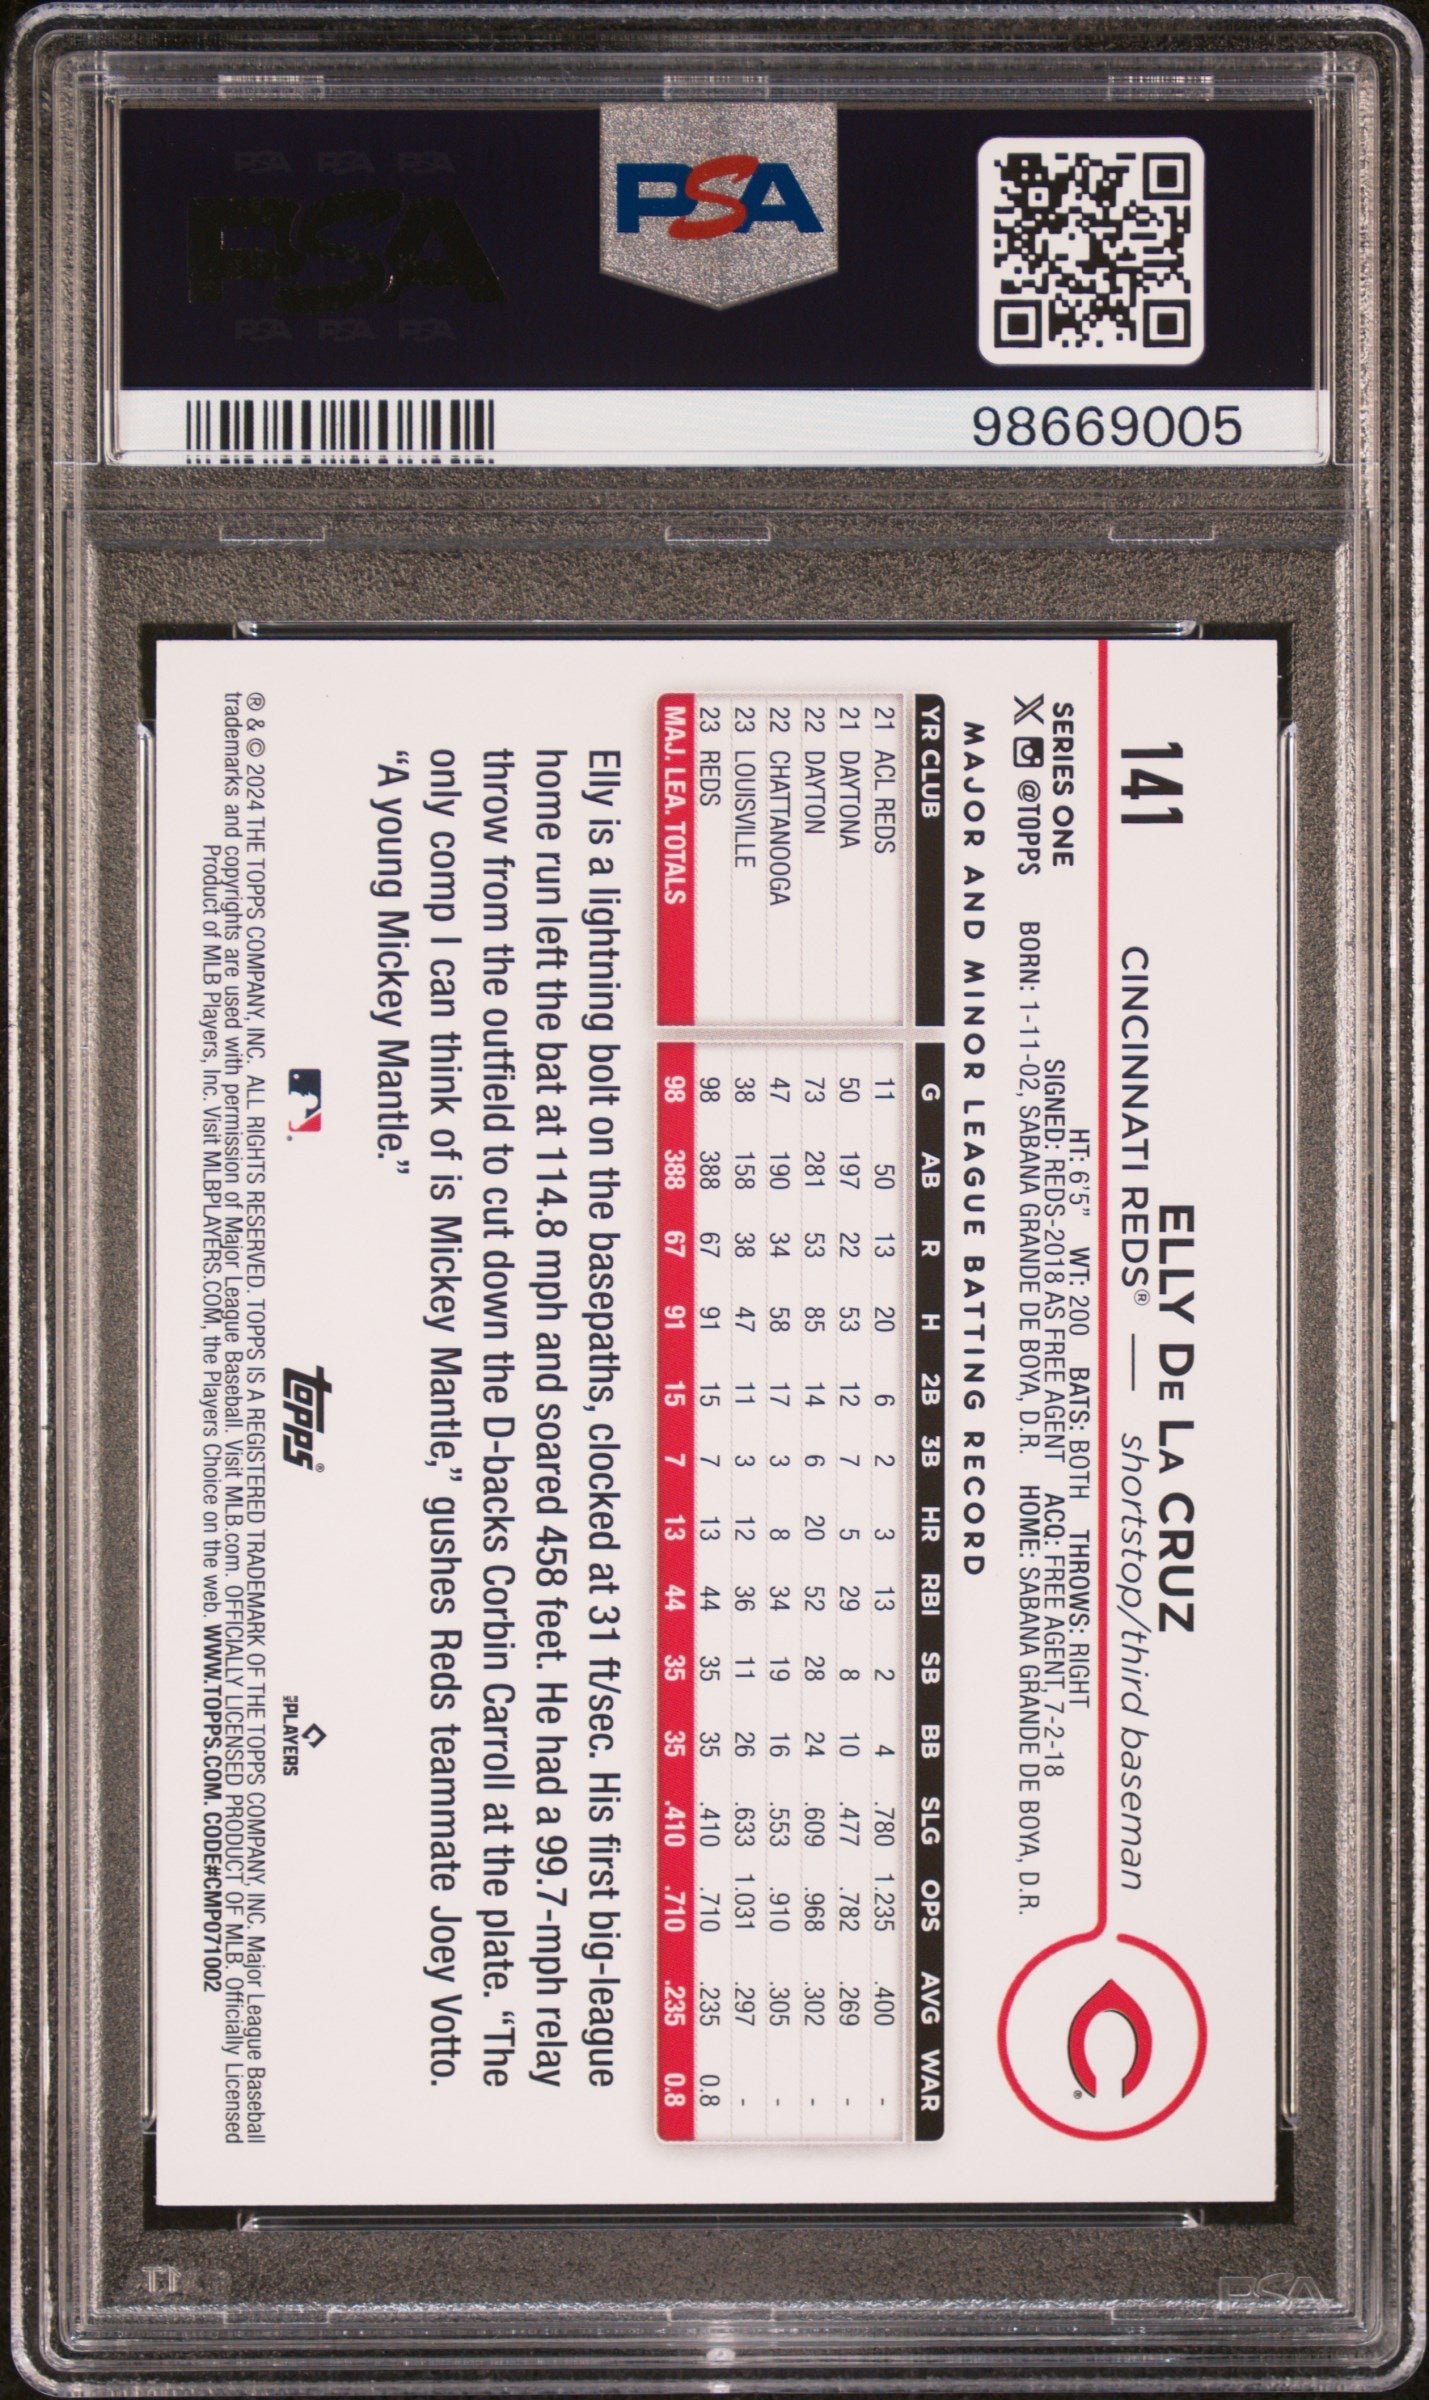 PSA PSA PSA
PSA
PSA PSA PSA
PSA
98669005
141
ELLY DE LA CRUZ
CINCINNATI REDS® — shortstop/third baseman
HT: 6'5" WT: 200 BATS: BOTH THROWS: RIGHT
SERIES ONE SIGNED: REDS-2018 AS FREE AGENT ACQ: FREE AGENT, 7-2-18
X @TOPPS BORN: 1-11-02, SABANA GRANDE DE BOYA, D.R. HOME: SABANA GRANDE DE BOYA, D.R.
C®
MAJOR AND MINOR LEAGUE BATTING RECORD
YR CLUB G AB R H 2B 3B HR RBI SB BB SLG OPS AVG WAR
21 ACL REDS 11 50 13 20 6 2 3 13 2 4 .780 1.235 .400 -
21 DAYTONA 50 197 22 53 12 7 5 29 8 10 .477 .782 .269 -
22 DAYTON 73 281 53 85 14 6 20 52 28 24 .609 .968 .302 -
22 CHATTANOOGA 47 190 34 58 17 3 8 34 19 16 .553 .910 .305 -
23 LOUISVILLE 38 158 38 47 11 3 12 36 11 26 .633 1.031 .297 -
23 REDS 98 388 67 91 15 7 13 44 35 35 .410 .710 .235 0.8
MAJ. LEA. TOTALS 98 388 67 91 15 7 13 44 35 35 .410 .710 .235 0.8
Elly is a lightning bolt on the basepaths, clocked at 31 ft/sec. His first big-league
home run left the bat at 114.8 mph and soared 458 feet. He had a 99.7-mph relay
throw from the outfield to cut down the D-backs Corbin Carroll at the plate. “The
only comp I can think of is Mickey Mantle,” gushes Reds teammate Joey Votto.
“A young Mickey Mantle.”
topps®
PLAYERS
® & © 2024 THE TOPPS COMPANY, INC. ALL RIGHTS RESERVED. TOPPS IS A REGISTERED TRADEMARK OF THE TOPPS COMPANY, INC. Major League Baseball
trademarks and copyrights are used with permission of Major League Baseball. Visit MLB.com. OFFICIALLY LICENSED PRODUCT OF MLB. Officially Licensed
Product of MLB Players, Inc. Visit MLBPLAYERS.COM, the Players Choice on the web. WWW.TOPPS.COM. CODE#CMP071002
PSA